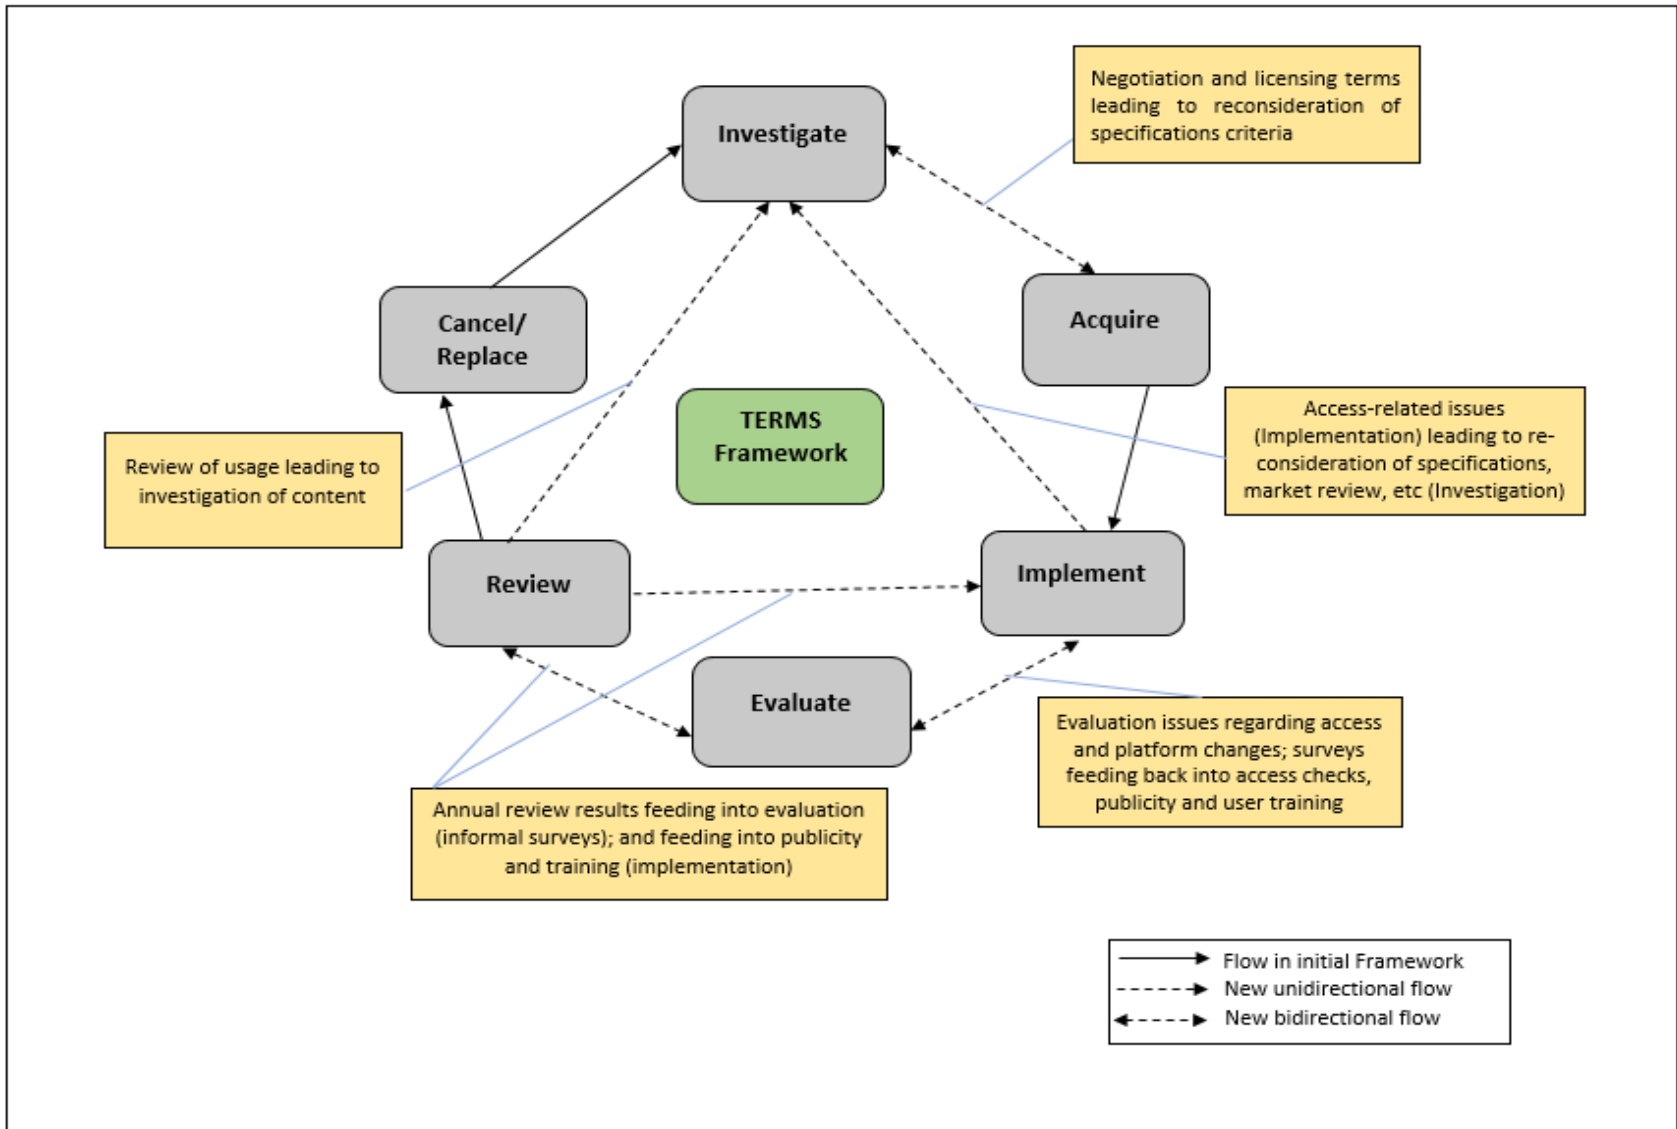 Negotiation and licensing terms
leading to reconsideration of
specifications criteria
Investigate
Cancel/
Replace
Acquire
TERMS
Framework
Access-related issues
(Implementation) leading to re-
consideration of specifications,
market review, etc (Investigation)
Review of usage leading to
investigation of content
Review
Implement
Evaluate
Evaluation issues regarding access
and platform changes; surveys
feeding back into access checks,
publicity and user training
Annual review results feeding into evaluation
(informal surveys); and feeding into publicity
and training (implementation)
Flow in initial Framework
New unidirectional flow
New bidirectional flow